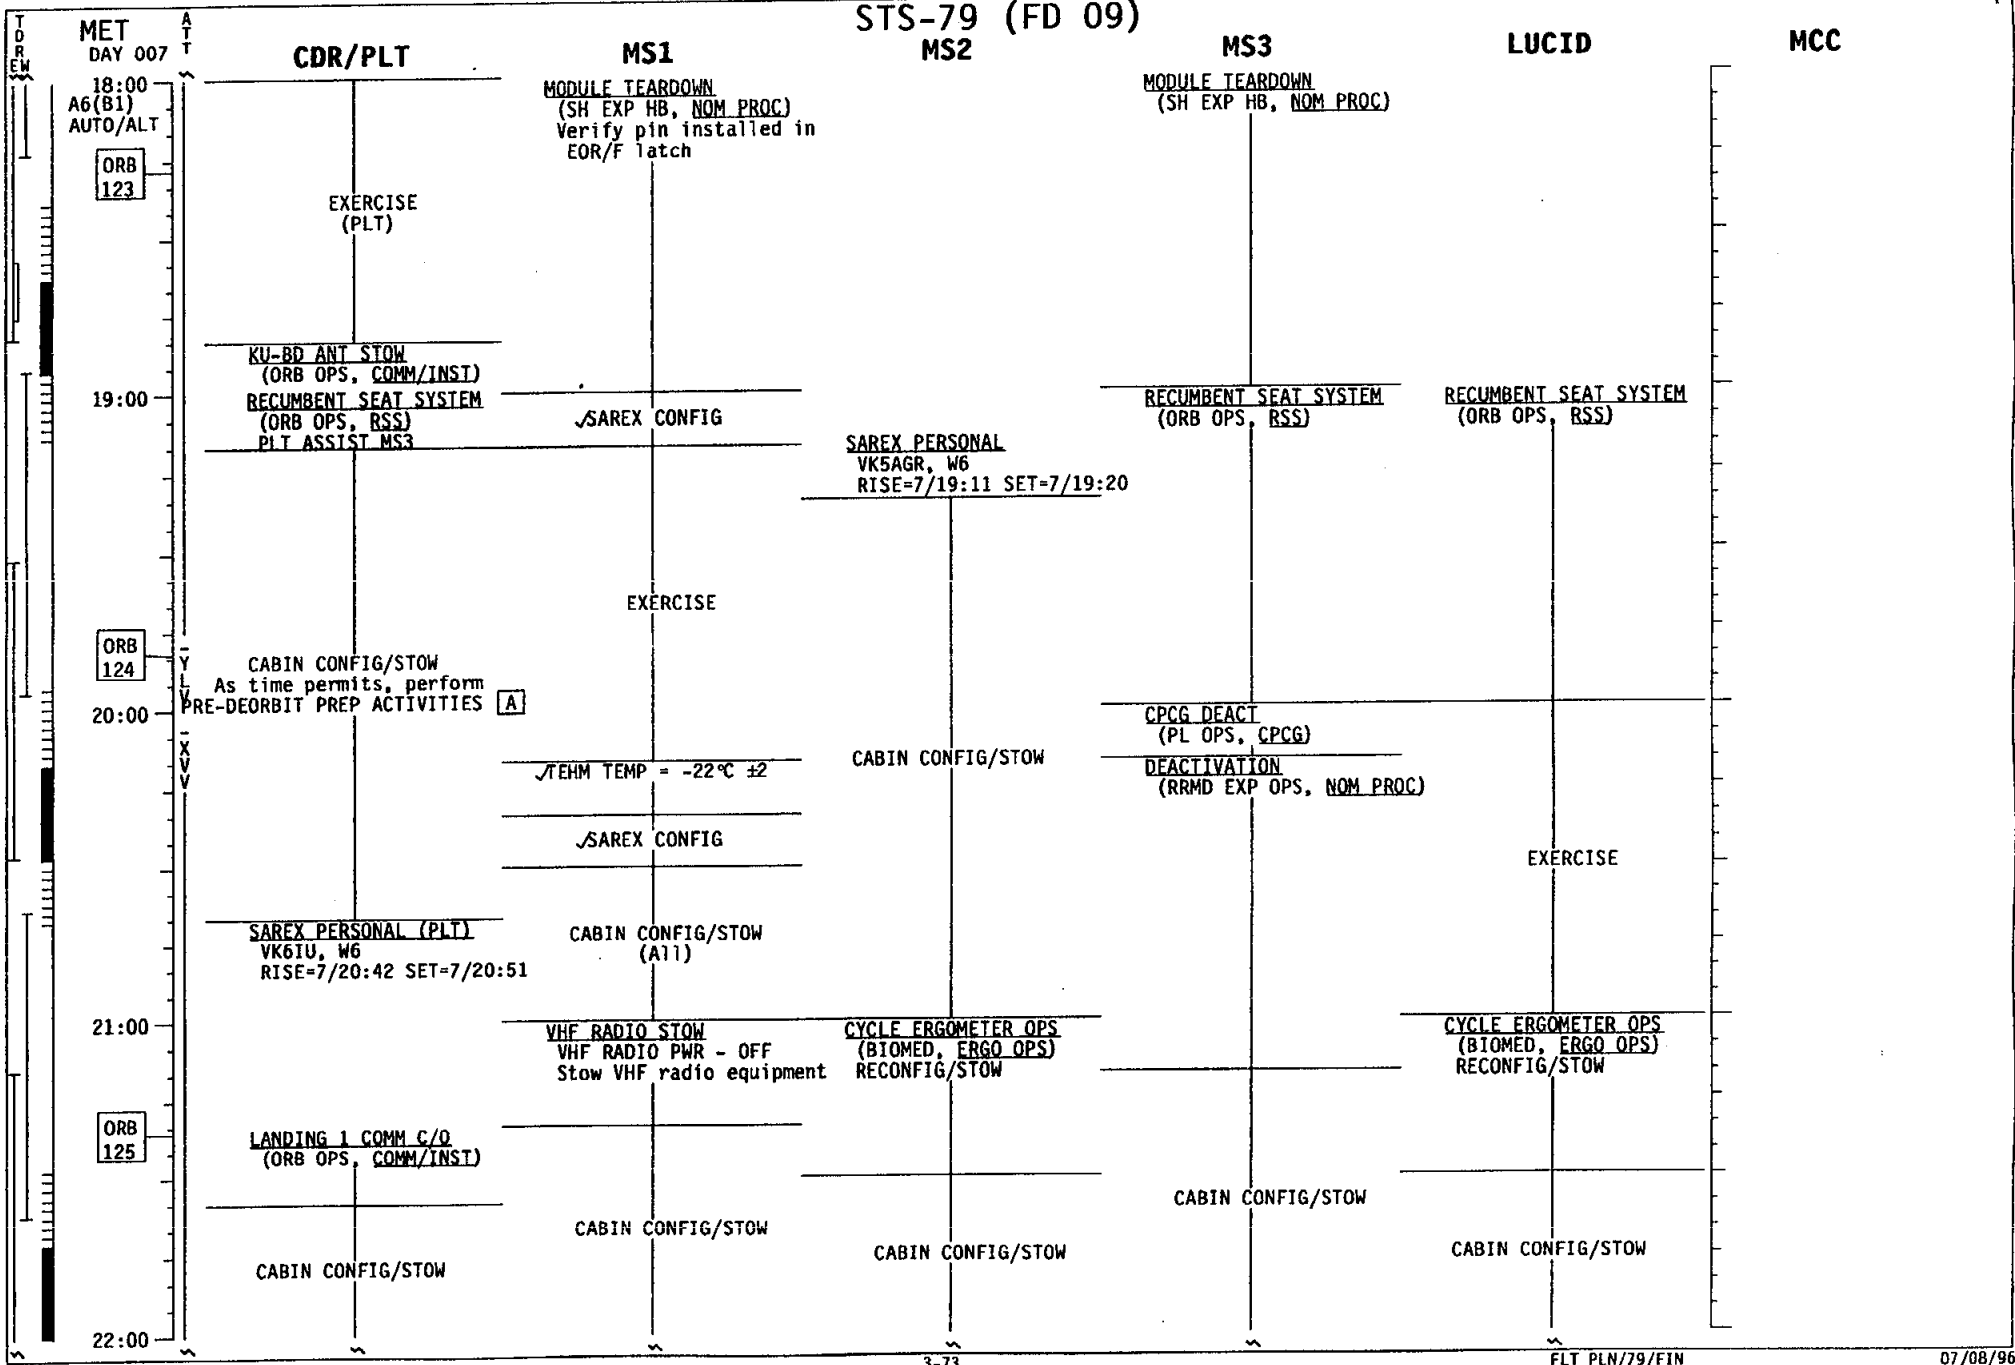 STS-79 (FD 09)
TDRE W
MET
DAY 007
ATT
CDR/PLT
MS1
MS2
MS3
LUCID
MCC
18:00
A6(B1)
AUTO/ALT
ORB
123
19:00
ORB
124
20:00
21:00
ORB
125
22:00
-YLV
-XVV
EXERCISE
(PLT)
KU-BD ANT STOW
(ORB OPS, COMM/INST)
RECUMBENT SEAT SYSTEM
(ORB OPS, RSS)
PLT ASSIST MS3
CABIN CONFIG/STOW
As time permits, perform
PRE-DEORBIT PREP ACTIVITIES A
SAREX PERSONAL (PLT)
VK6IU, W6
RISE=7/20:42 SET=7/20:51
LANDING 1 COMM C/O
(ORB OPS, COMM/INST)
CABIN CONFIG/STOW
MODULE TEARDOWN
(SH EXP HB, NOM PROC)
Verify pin installed in
EOR/F latch
√SAREX CONFIG
EXERCISE
√TEHM TEMP = -22°C ±2
√SAREX CONFIG
CABIN CONFIG/STOW
(All)
VHF RADIO STOW
VHF RADIO PWR - OFF
Stow VHF radio equipment
CABIN CONFIG/STOW
SAREX PERSONAL
VK5AGR, W6
RISE=7/19:11 SET=7/19:20
CABIN CONFIG/STOW
CYCLE ERGOMETER OPS
(BIOMED, ERGO OPS)
RECONFIG/STOW
CABIN CONFIG/STOW
MODULE TEARDOWN
(SH EXP HB, NOM PROC)
RECUMBENT SEAT SYSTEM
(ORB OPS, RSS)
CPCG DEACT
(PL OPS, CPCG)
DEACTIVATION
(RRMD EXP OPS, NOM PROC)
CABIN CONFIG/STOW
RECUMBENT SEAT SYSTEM
(ORB OPS, RSS)
EXERCISE
CYCLE ERGOMETER OPS
(BIOMED, ERGO OPS)
RECONFIG/STOW
CABIN CONFIG/STOW
3-73
FLT PLN/79/FIN
07/08/96